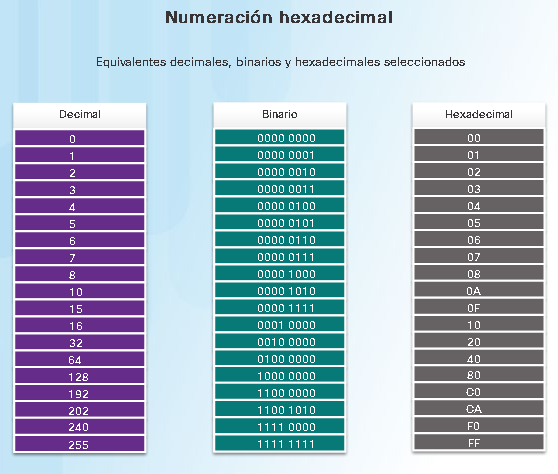 Numeración hexadecimal
Equivalentes decimales, binarios y hexadecimales seleccionados
Decimal Binario Hexadecimal
0 0000 0000 00
1 0000 0001 01
2 0000 0010 02
3 0000 0011 03
4 0000 0100 04
5 0000 0101 05
6 0000 0110 06
7 0000 0111 07
8 0000 1000 08
10 0000 1010 0A
15 0000 1111 0F
16 0001 0000 10
32 0010 0000 20
64 0100 0000 40
128 1000 0000 80
192 1100 0000 C0
202 1100 1010 CA
240 1111 0000 F0
255 1111 1111 FF